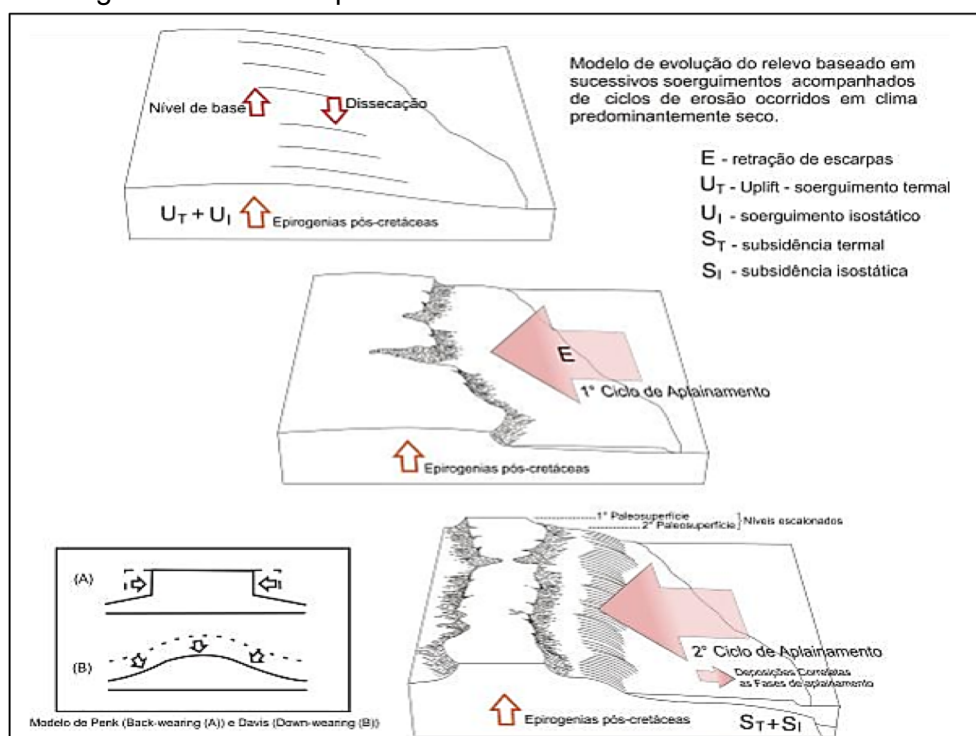 Modelo de evolução do relevo baseado em
sucessivos soerguimentos acompanhados
de ciclos de erosão ocorridos em clima
predominantemente seco.
E - retração de escarpas
UT - Uplift - soerguimento termal
UI - soerguimento isostático
ST - subsidência termal
SI - subsidência isostática
Nível de base
Dissecação
UT + UI
Epirogenias pós-cretáceas
E
1° Ciclo de Aplainamento
Epirogenias pós-cretáceas
1° Paleosuperfície
2° Paleosuperfície
Níveis escalonados
2° Ciclo de Aplainamento
Deposições Correlatas
as Fases de aplainamento
Epirogenias pós-cretáceas
ST+SI
(A)
(B)
Modelo de Penk (Back-wearing (A)) e Davis (Down-wearing (B))